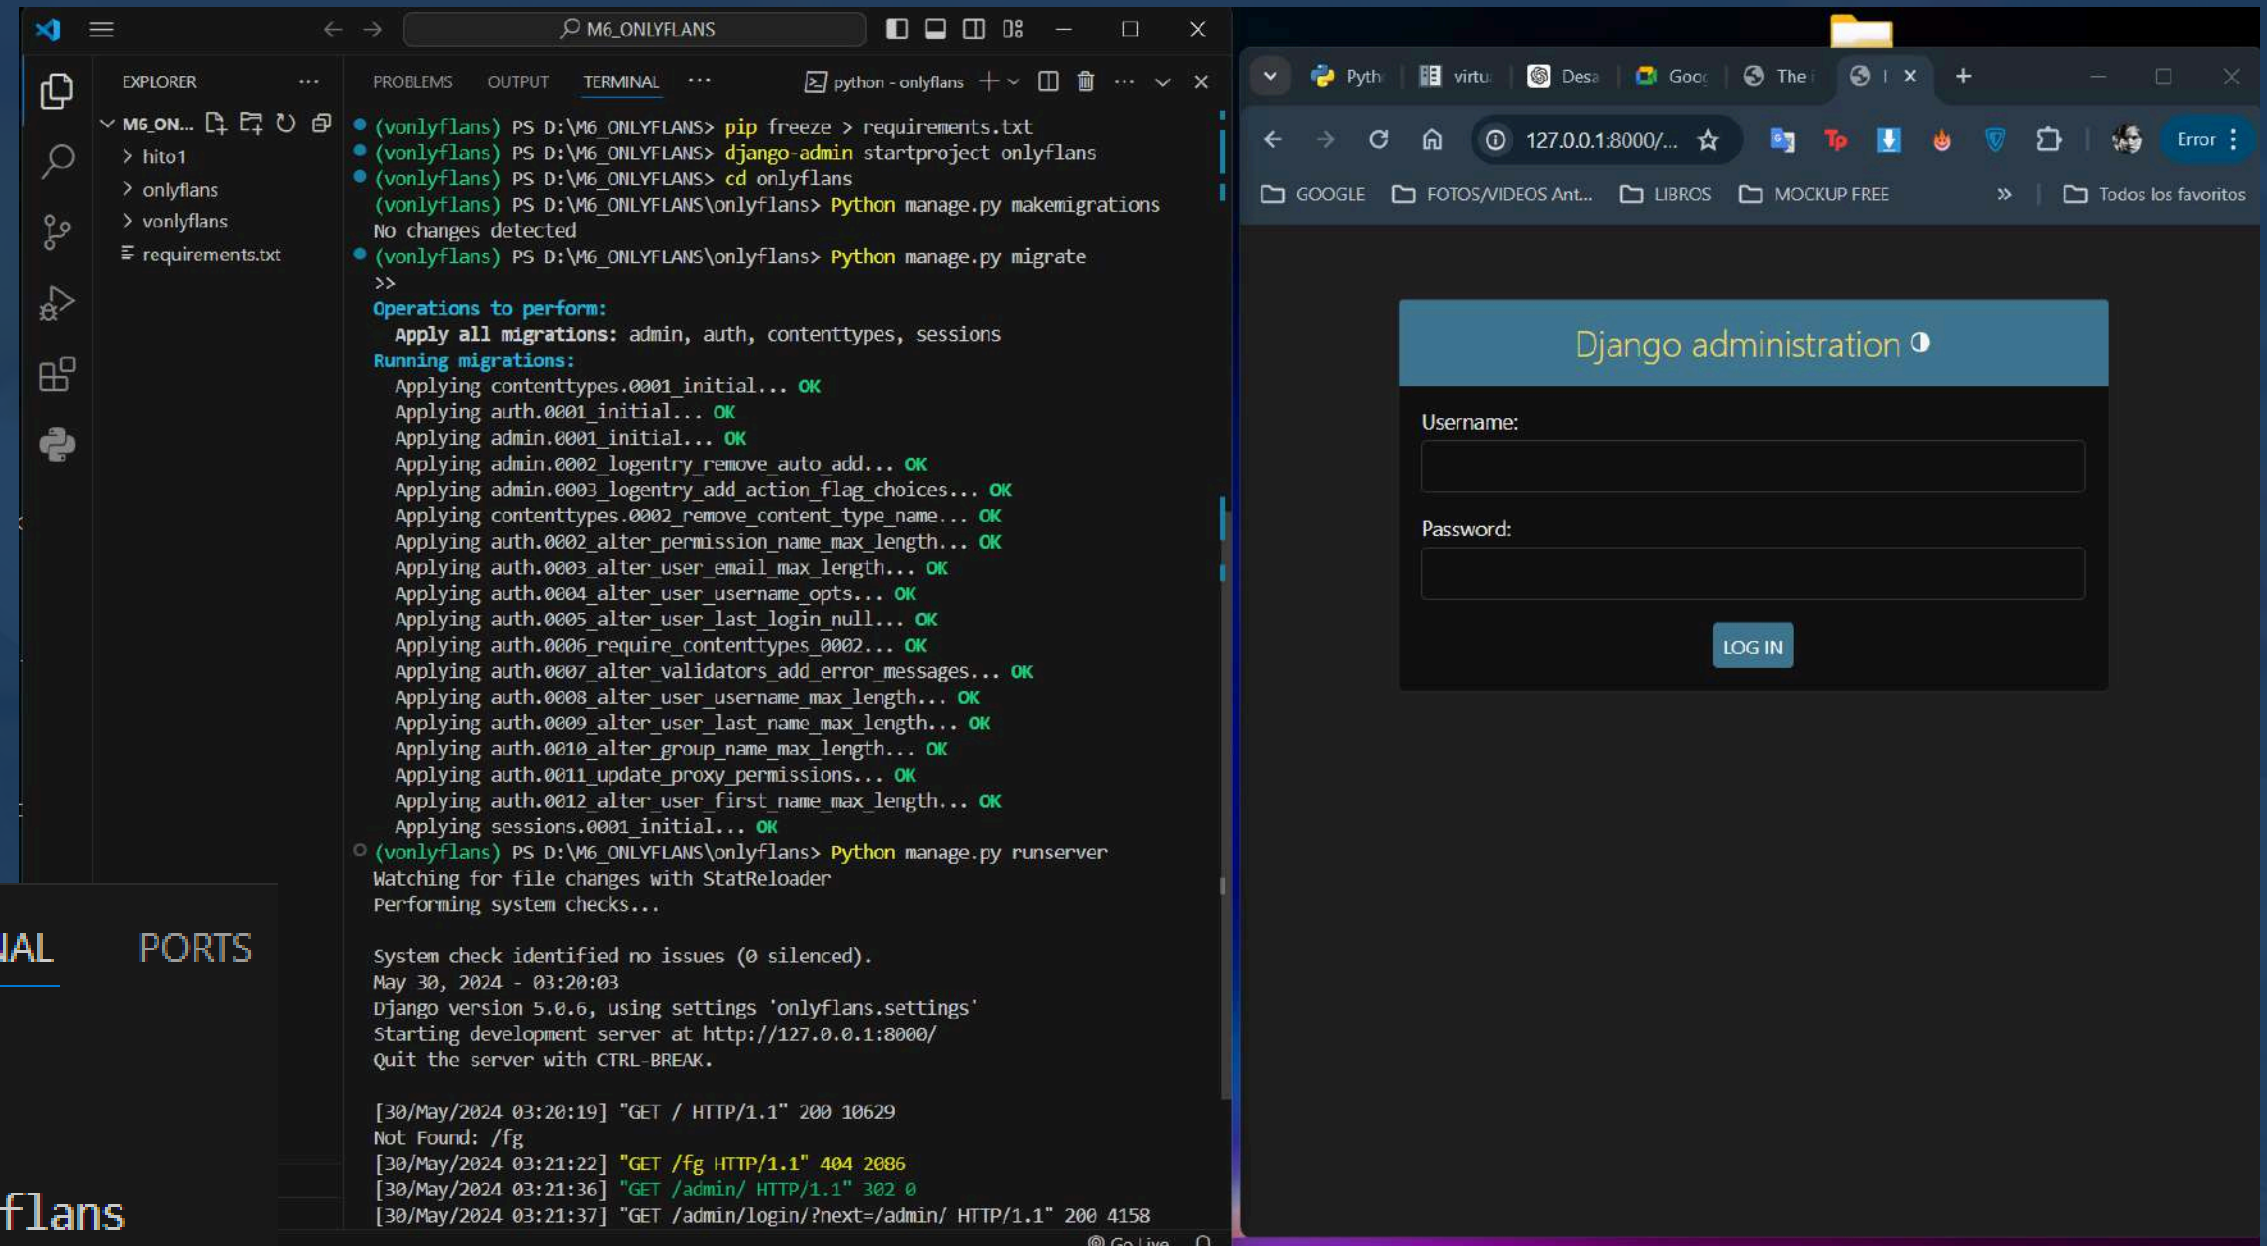 M6_ONLYFLANS
EXPLORER
M6_ON...
hito1
onlyflans
vonlyflans
requirements.txt
PROBLEMS OUTPUT TERMINAL ... python - onlyflans
(vonlyflans) PS D:\M6_ONLYFLANS> pip freeze > requirements.txt
(vonlyflans) PS D:\M6_ONLYFLANS> django-admin startproject onlyflans
(vonlyflans) PS D:\M6_ONLYFLANS> cd onlyflans
(vonlyflans) PS D:\M6_ONLYFLANS\onlyflans> Python manage.py makemigrations
No changes detected
(vonlyflans) PS D:\M6_ONLYFLANS\onlyflans> Python manage.py migrate
>>
Operations to perform:
Apply all migrations: admin, auth, contenttypes, sessions
Running migrations:
Applying contenttypes.0001_initial... OK
Applying auth.0001_initial... OK
Applying admin.0001_initial... OK
Applying admin.0002_logentry_remove_auto_add... OK
Applying admin.0003_logentry_add_action_flag_choices... OK
Applying contenttypes.0002_remove_content_type_name... OK
Applying auth.0002_alter_permission_name_max_length... OK
Applying auth.0003_alter_user_email_max_length... OK
Applying auth.0004_alter_user_username_opts... OK
Applying auth.0005_alter_user_last_login_null... OK
Applying auth.0006_require_contenttypes_0002... OK
Applying auth.0007_alter_validators_add_error_messages... OK
Applying auth.0008_alter_user_username_max_length... OK
Applying auth.0009_alter_user_last_name_max_length... OK
Applying auth.0010_alter_group_name_max_length... OK
Applying auth.0011_update_proxy_permissions... OK
Applying auth.0012_alter_user_first_name_max_length... OK
Applying sessions.0001_initial... OK
(vonlyflans) PS D:\M6_ONLYFLANS\onlyflans> Python manage.py runserver
Watching for file changes with StatReloader
Performing system checks...
System check identified no issues (0 silenced).
May 30, 2024 - 03:20:03
Django version 5.0.6, using settings 'onlyflans.settings'
Starting development server at http://127.0.0.1:8000/
Quit the server with CTRL-BREAK.
[30/May/2024 03:20:19] "GET / HTTP/1.1" 200 10629
Not Found: /fg
[30/May/2024 03:21:22] "GET /fg HTTP/1.1" 404 2086
[30/May/2024 03:21:36] "GET /admin/ HTTP/1.1" 302 0
[30/May/2024 03:21:37] "GET /admin/login/?next=/admin/ HTTP/1.1" 200 4158
Go Live
NAL PORTS
flans
Pyth virtu Desa Goog The i
127.0.0.1:8000/... Tp Error
GOOGLE FOTOS/VIDEOS Ant... LIBROS MOCKUP FREE » Todos los favoritos
Django administration
Username:
Password:
LOG IN